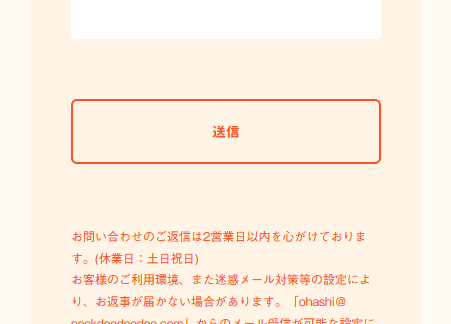 送信
お問い合わせのご返信は2営業日以内を心がけておりま
す。(休業日：土日祝日)
お客様のご利用環境、また迷惑メール対策等の設定によ
り、お返事が届かない場合があります。「ohashi@
cockdoodoodoo.com」からのメール受信が可能な設定に